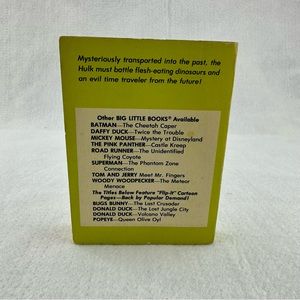 Mysteriously transported into the past, the
Hulk must battle flesh-eating dinosaurs and
an evil time traveler from the future!
Other BIG LITTLE BOOKS® Available
BATMAN—The Cheetah Caper
DAFFY DUCK—Twice the Trouble
MICKEY MOUSE—Mystery at Disneyland
THE PINK PANTHER—Castle Kreep
ROAD RUNNER—The Unidentified
Flying Coyote
SUPERMAN—The Phantom Zone
Connection
TOM AND JERRY Meet Mr. Fingers
WOODY WOODPECKER—The Meteor
Menace
The Titles Below Feature "Flip-It" Cartoon
Pages—Back by Popular Demand!
BUGS BUNNY—The Last Crusader
DONALD DUCK—The Lost Jungle City
DONALD DUCK—Volcano Valley
POPEYE—Queen Olive Oyl